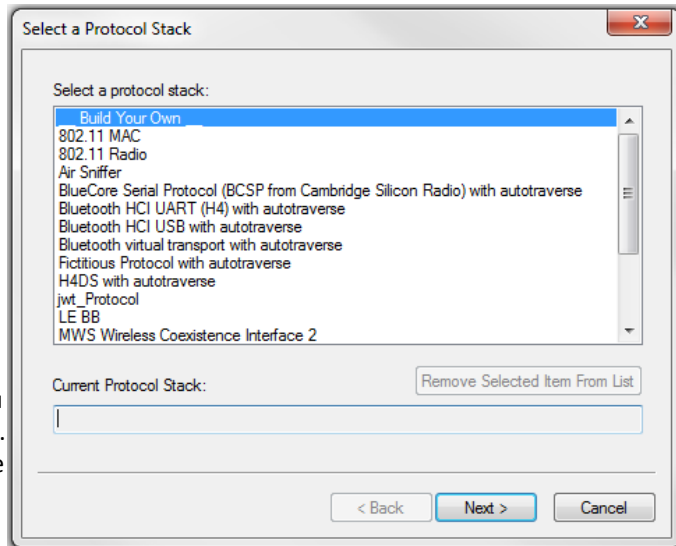 Select a Protocol Stack
Select a protocol stack:
__ Build Your Own __
802.11 MAC
802.11 Radio
Air Sniffer
BlueCore Serial Protocol (BCSP from Cambridge Silicon Radio) with autotraverse
Bluetooth HCI UART (H4) with autotraverse
Bluetooth HCI USB with autotraverse
Bluetooth virtual transport with autotraverse
Fictitious Protocol with autotraverse
H4DS with autotraverse
jwt_Protocol
LE BB
MWS Wireless Coexistence Interface 2
Current Protocol Stack:
Remove Selected Item From List
< Back
Next >
Cancel